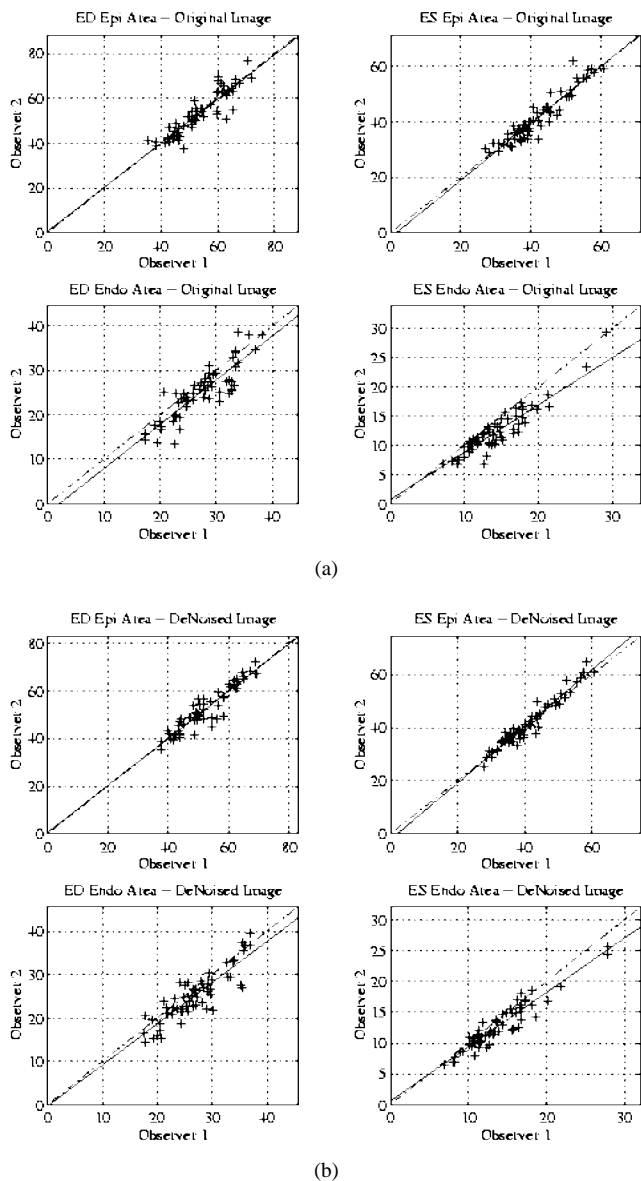 ED Epi Area – Original Image
80
60
40
20
0
Observer 2
0 20 40 60 80
Observer 1
ES Epi Area – Original Image
60
40
20
0
Observer 2
0 20 40 60
Observer 1
ED Endo Area – Original Image
40
30
20
10
0
Observer 2
0 10 20 30 40
Observer 1
ES Endo Area – Original Image
30
25
20
15
10
5
0
Observer 2
0 10 20 30
Observer 1
(a)
ED Epi Area – DeNoised Image
80
60
40
20
0
Observer 2
0 20 40 60 80
Observer 1
ES Epi Area – DeNoised Image
60
40
20
0
Observer 2
0 20 40 60
Observer 1
ED Endo Area – DeNoised Image
40
30
20
10
0
Observer 2
0 10 20 30 40
Observer 1
ES Endo Area – DeNoised Image
30
25
20
15
10
5
0
Observer 2
0 10 20 30
Observer 1
(b)